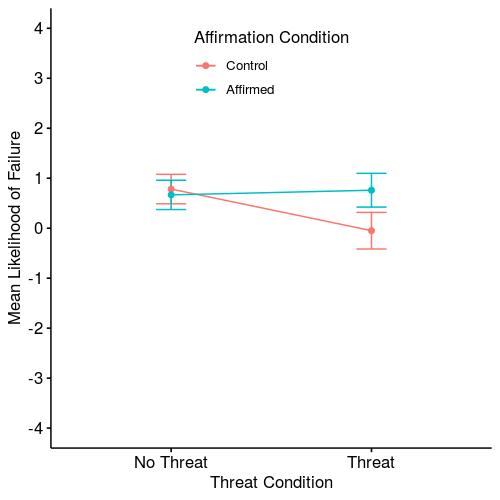 Affirmation Condition
Control
Affirmed
Mean Likelihood of Failure
4
3
2
1
0
-1
-2
-3
-4
No Threat
Threat
Threat Condition